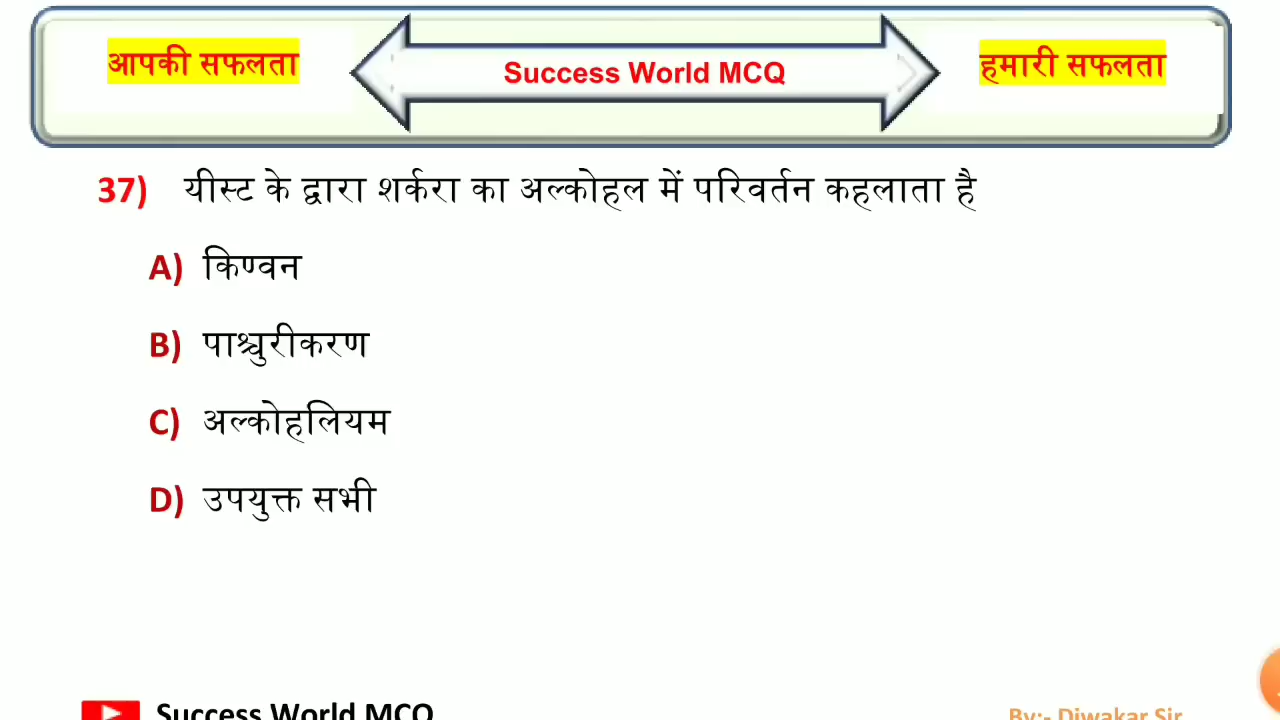 आपकी सफलता Success World MCQ हमारी सफलता
37) यीस्ट के द्वारा शर्करा का अल्कोहल में परिवर्तन कहलाता है
A) किण्वन
B) पाश्चुरीकरण
C) अल्कोहलियम
D) उपयुक्त सभी
Success World MCQ By:- Diwakar Sir